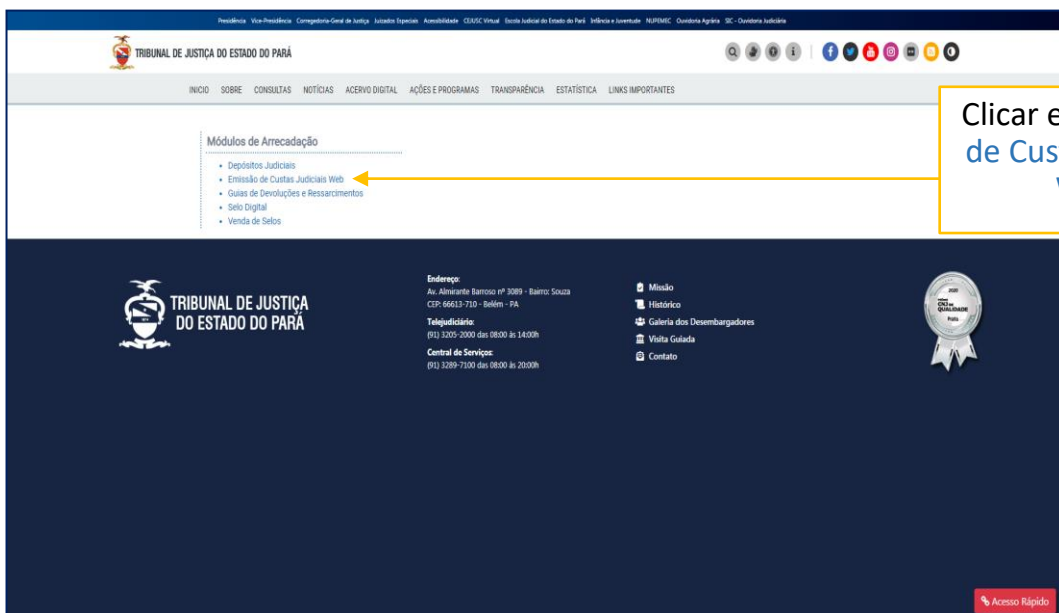 Presidência Vice-Presidência Corregedoria-Geral de Justiça Juizados Especiais Acessibilidade CEJUSC Virtual Escola Judicial do Estado do Pará Infância e Juventude NUPEMEC Ouvidoria Agrária SIC - Ouvidoria Judiciária
TRIBUNAL DE JUSTIÇA DO ESTADO DO PARÁ
INICIO SOBRE CONSULTAS NOTÍCIAS ACERVO DIGITAL AÇÕES E PROGRAMAS TRANSPARÊNCIA ESTATÍSTICA LINKS IMPORTANTES
Clicar e
de Cus
Módulos de Arrecadação
• Depósitos Judiciais
• Emissão de Custas Judiciais Web
• Guias de Devoluções e Ressarcimentos
• Selo Digital
• Venda de Selos
TRIBUNAL DE JUSTIÇA
DO ESTADO DO PARÁ
Endereço:
Av. Almirante Barroso nº 3089 - Bairro: Souza
CEP: 66613-710 - Belém - PA
Telejudiciário:
(91) 3205-2000 das 08:00 às 14:00h
Central de Serviços:
(91) 3289-7100 das 08:00 às 20:00h
Missão
Histórico
Galeria dos Desembargadores
Visita Guiada
Contato
2020
PRÊMIO
CNJ DE
QUALIDADE
Prata
Acesso Rápido